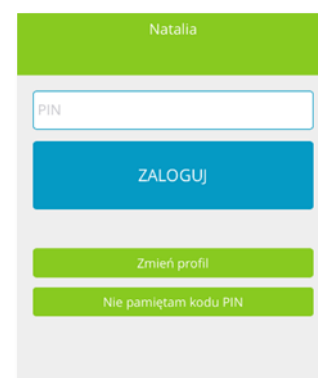 Natalia
PIN
ZALOGUJ
Zmień profil
Nie pamiętam kodu PIN